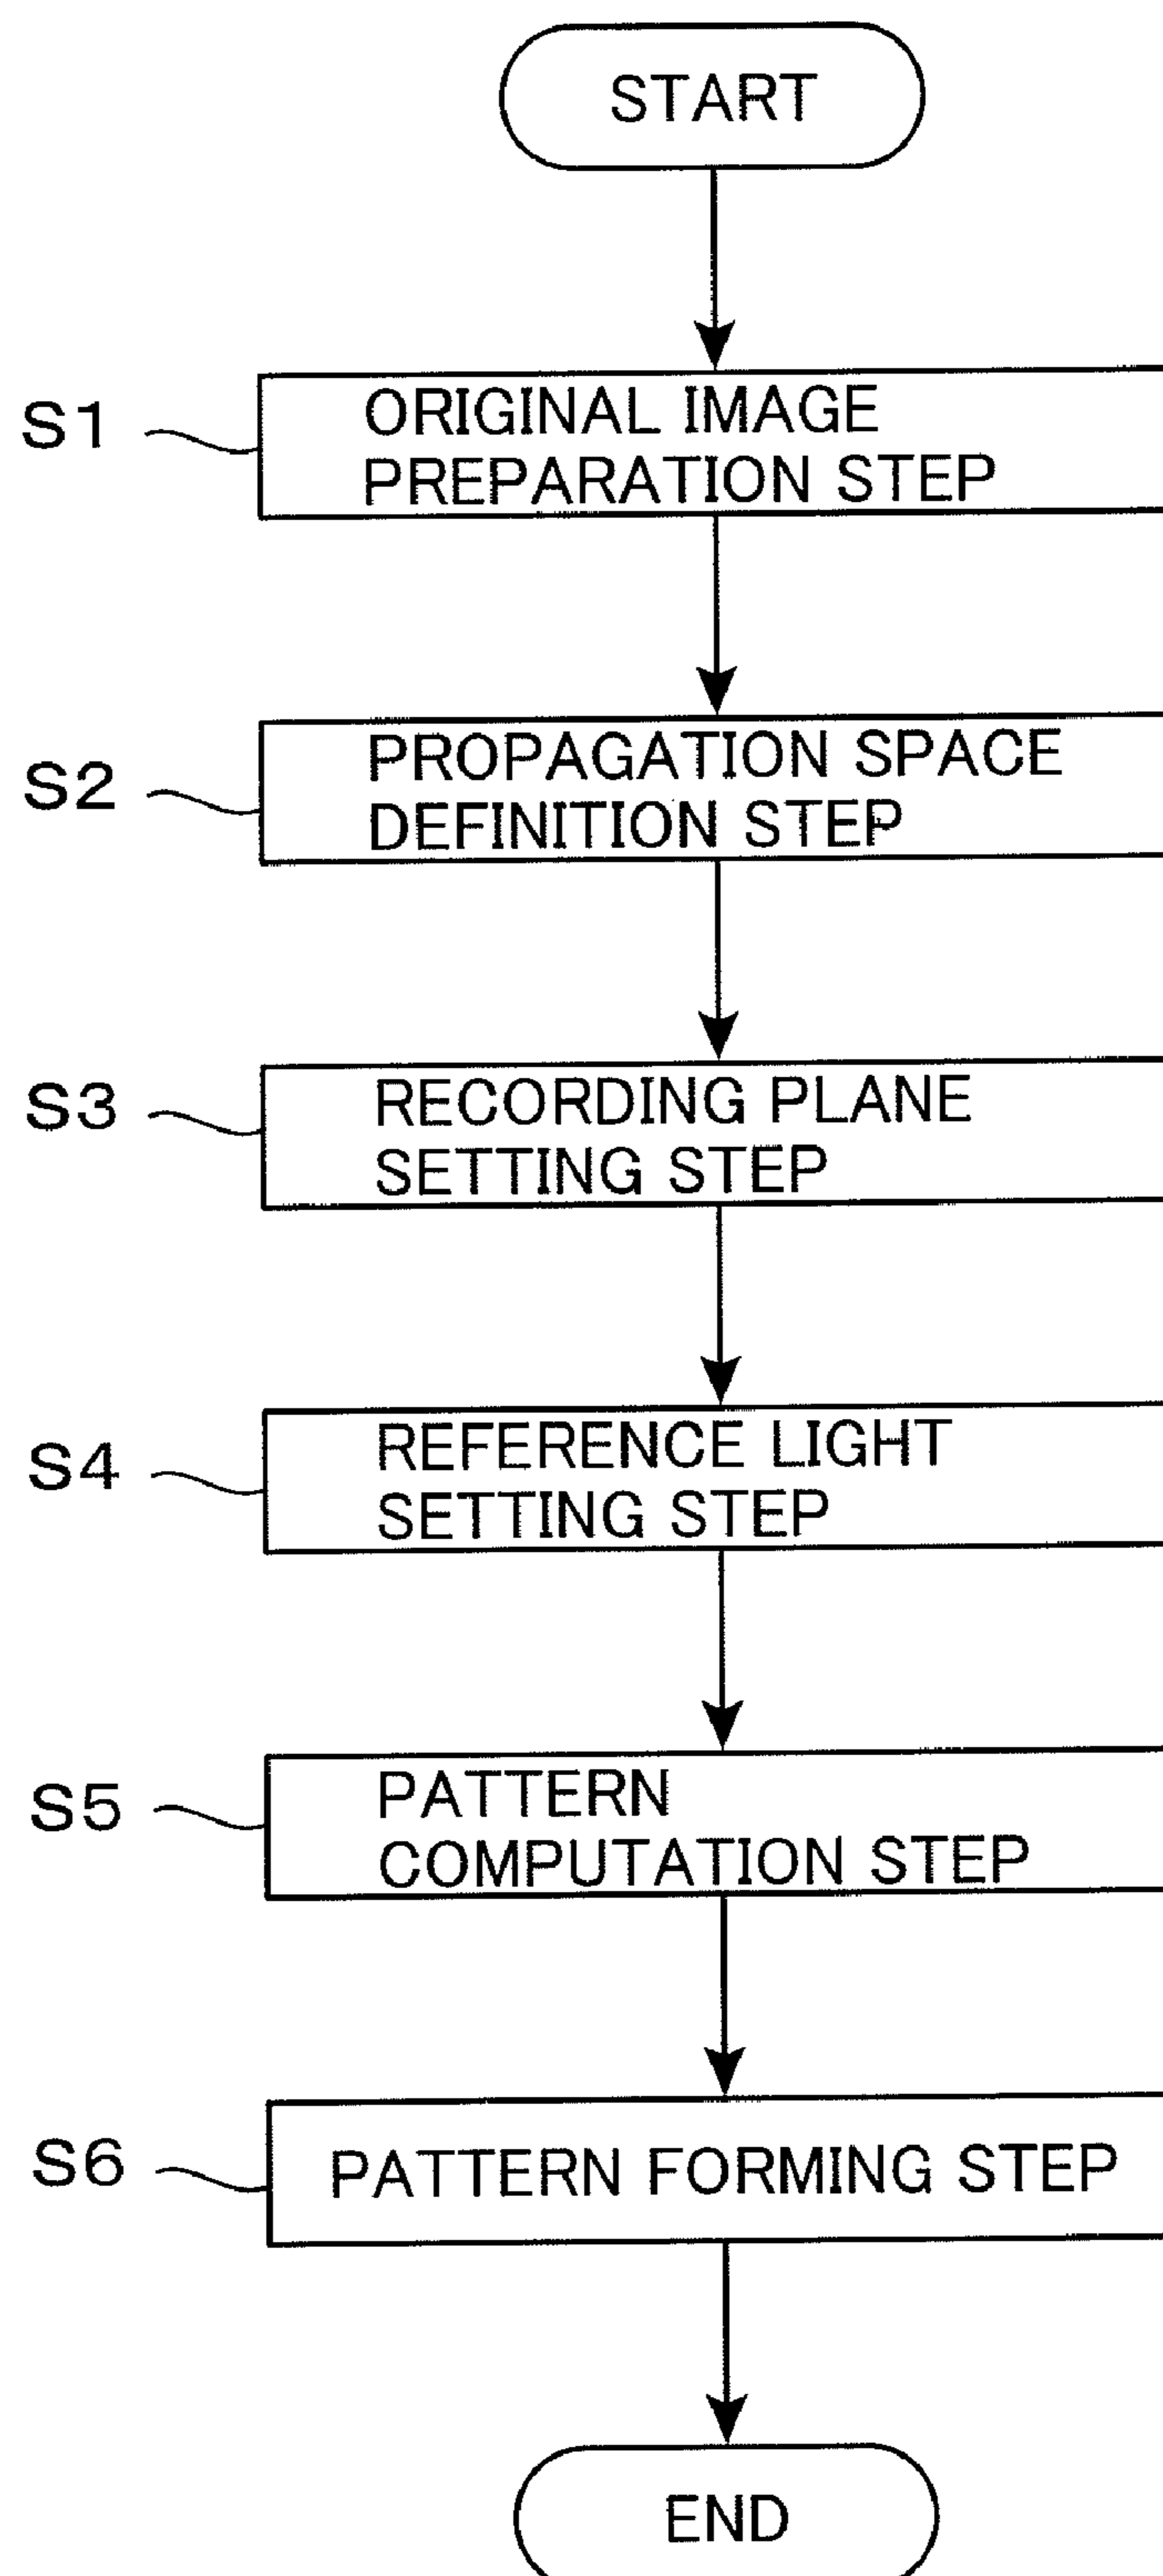 START
S1
ORIGINAL IMAGE
PREPARATION STEP
S2
PROPAGATION SPACE
DEFINITION STEP
S3
RECORDING PLANE
SETTING STEP
S4
REFERENCE LIGHT
SETTING STEP
S5
PATTERN
COMPUTATION STEP
S6
PATTERN FORMING STEP
END